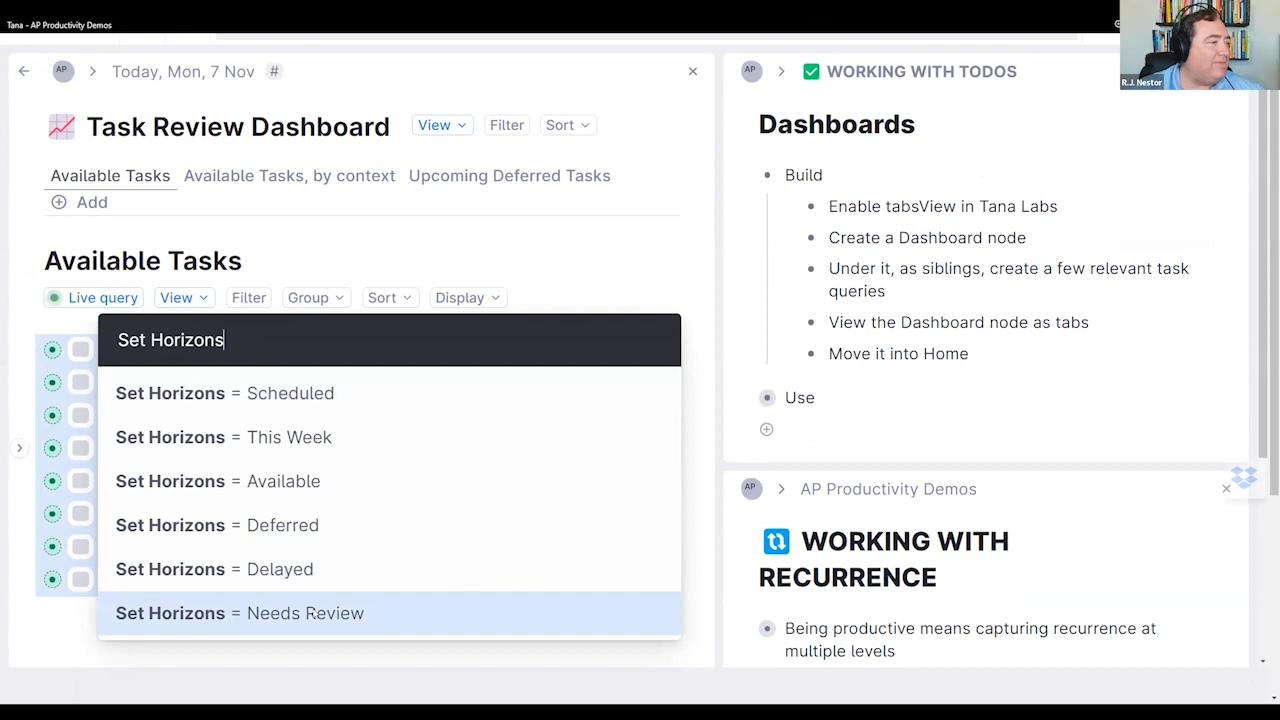 Tana - AP Productivity Demos
AP
Today, Mon, 7 Nov #
Task Review Dashboard
View
Filter
Sort
Available Tasks
Available Tasks, by context
Upcoming Deferred Tasks
Add
Available Tasks
Live query
View
Filter
Group
Sort
Display
Set Horizons
Set Horizons = Scheduled
Set Horizons = This Week
Set Horizons = Available
Set Horizons = Deferred
Set Horizons = Delayed
Set Horizons = Needs Review
AP
WORKING WITH TODOS
R.J. Nestor
Dashboards
Build
Enable tabsView in Tana Labs
Create a Dashboard node
Under it, as siblings, create a few relevant task
queries
View the Dashboard node as tabs
Move it into Home
Use
AP
AP Productivity Demos
WORKING WITH
RECURRENCE
Being productive means capturing recurrence at
multiple levels